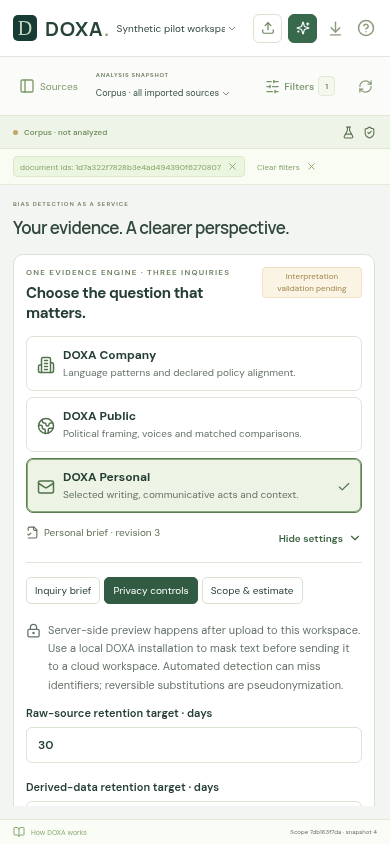 D DOXA. Synthetic pilot workspa
Sources
ANALYSIS SNAPSHOT
Corpus · all imported sources
Filters 1
Corpus · not analyzed
document ids: 1d7a322f7828b3e4ad494390f6270807
Clear filters
BIAS DETECTION AS A SERVICE
Your evidence. A clearer perspective.
ONE EVIDENCE ENGINE · THREE INQUIRIES
Choose the question that
matters.
Interpretation
validation pending
DOXA Company
Language patterns and declared policy alignment.
DOXA Public
Political framing, voices and matched comparisons.
DOXA Personal
Selected writing, communicative acts and context.
Personal brief · revision 3
Hide settings
Inquiry brief
Privacy controls
Scope & estimate
Server-side preview happens after upload to this workspace.
Use a local DOXA installation to mask text before sending it
to a cloud workspace. Automated detection can miss
identifiers; reversible substitutions are pseudonymization.
Raw-source retention target · days
30
Derived-data retention target · days
How DOXA works
Scope 7db163f7da · snapshot 4